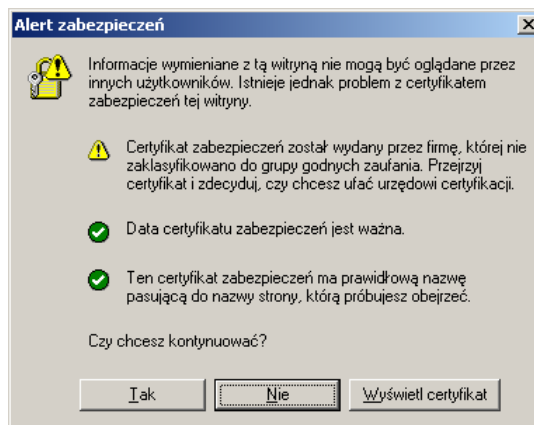 Alert zabezpieczeń
Informacje wymieniane z tą witryną nie mogą być oglądane przez
innych użytkowników. Istnieje jednak problem z certyfikatem
zabezpieczeń tej witryny.
Certyfikat zabezpieczeń został wydany przez firmę, której nie
zaklasyfikowano do grupy godnych zaufania. Przejrzyj
certyfikat i zdecyduj, czy chcesz ufać urzędowi certyfikacji.
Data certyfikatu zabezpieczeń jest ważna.
Ten certyfikat zabezpieczeń ma prawidłową nazwę
pasującą do nazwy strony, którą próbujesz obejrzeć.
Czy chcesz kontynuować?
Tak Nie Wyświetl certyfikat